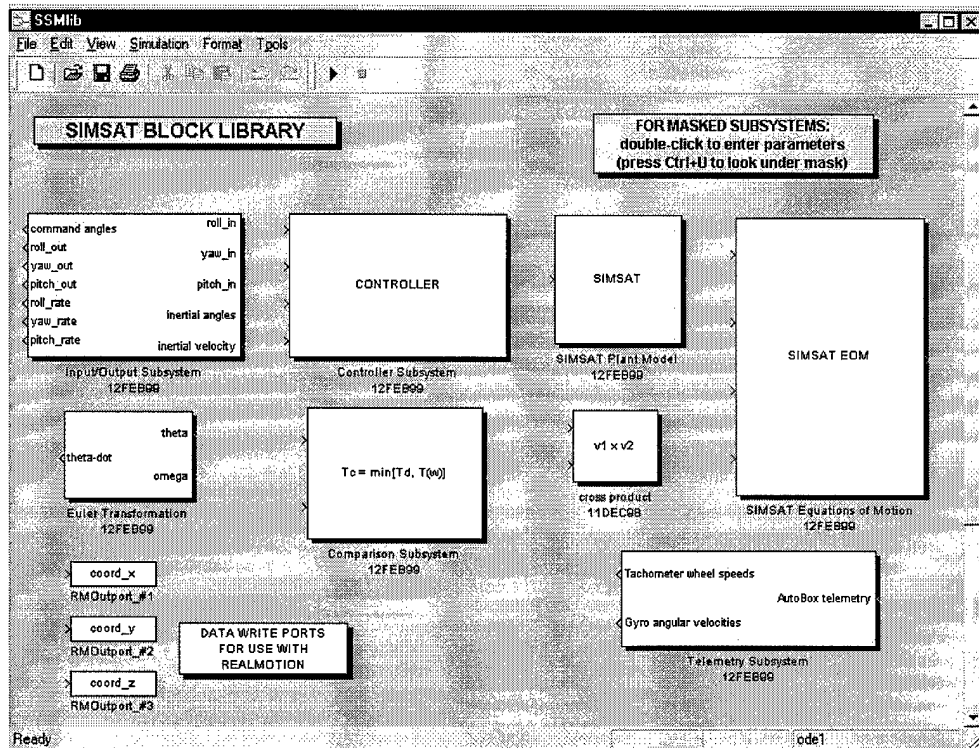 SSMlib
File Edit View Simulation Format Tools
SIMSAT BLOCK LIBRARY
FOR MASKED SUBSYSTEMS:
double-click to enter parameters
(press Ctrl+U to look under mask)
command angles
roll_out
yaw_out
pitch_out
roll_rate
yaw_rate
pitch_rate
roll_in
yaw_in
pitch_in
inertial angles
inertial velocity
Input/Output Subsystem
12FEB99
CONTROLLER
Controller Subsystem
12FEB99
SIMSAT
SIMSAT Plant Model
12FEB99
SIMSAT EOM
SIMSAT Equations of Motion
12FEB99
theta
theta-dot
omega
Euler Transformation
12FEB99
Tc = min[Td, T(w)]
Comparison Subsystem
12FEB99
v1 x v2
cross product
11DEC98
coord_x
RMOutport_#1
coord_y
RMOutport_#2
coord_z
RMOutport_#3
DATA WRITE PORTS
FOR USE WITH
REALMOTION
Tachometer wheel speeds
AutoBox telemetry
Gyro angular velocities
Telemetry Subsystem
12FEB99
Ready
ode1